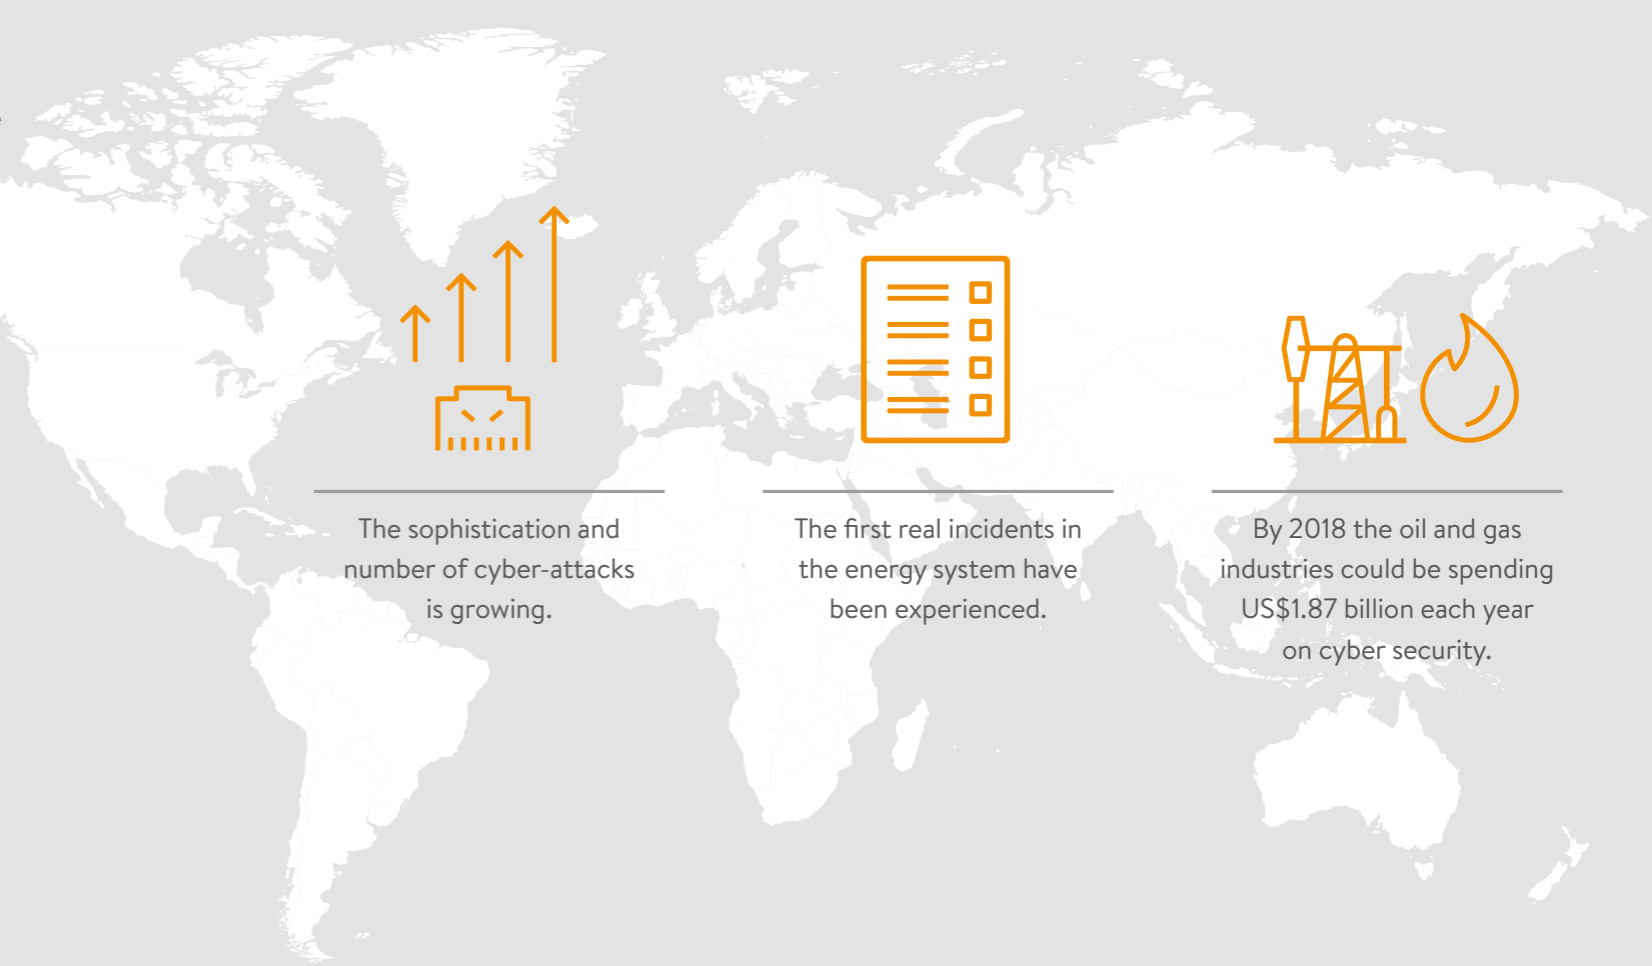 The sophistication and
number of cyber-attacks
is growing.
The first real incidents in
the energy system have
been experienced.
By 2018 the oil and gas
industries could be spending
US$1.87 billion each year
on cyber security.